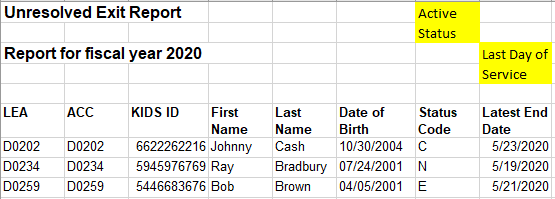 Unresolved Exit Report Active
Status
Report for fiscal year 2020 Last Day of
Service
LEA ACC KIDS ID First Last Date of Status Latest End
Name Name Birth Code Date
D0202 D0202 6622262216 Johnny Cash 10/30/2004 C 5/23/2020
D0234 D0234 5945976769 Ray Bradbury 07/24/2001 N 5/19/2020
D0259 D0259 5446683676 Bob Brown 04/05/2001 E 5/21/2020